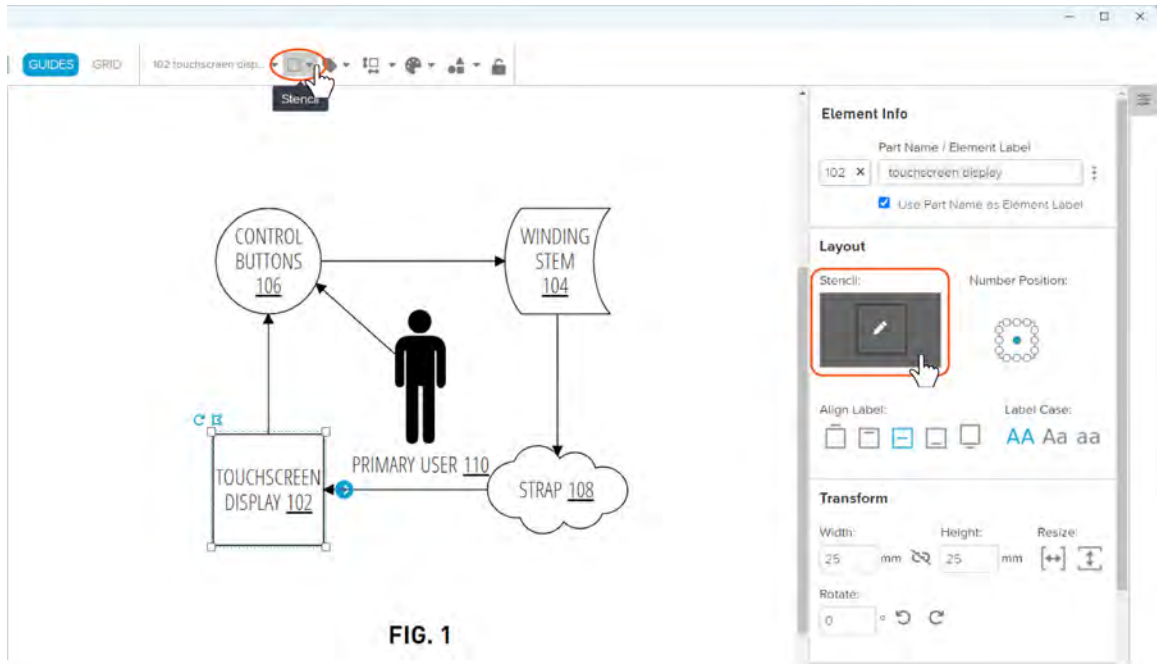 GUIDES GRID 102 touchscreen disp...
Stencil
Element Info
Part Name / Element Label
102 × touchscreen display
Use Part Name as Element Label
CONTROL
BUTTONS
106
WINDING
STEM
104
Layout
Stencil: Number Position:
Align Label: Label Case:
AA Aa aa
PRIMARY USER 110
TOUCHSCREEN
DISPLAY 102
STRAP 108
Transform
Width: Height: Resize:
25 mm 25 mm
Rotate:
0 °
FIG. 1